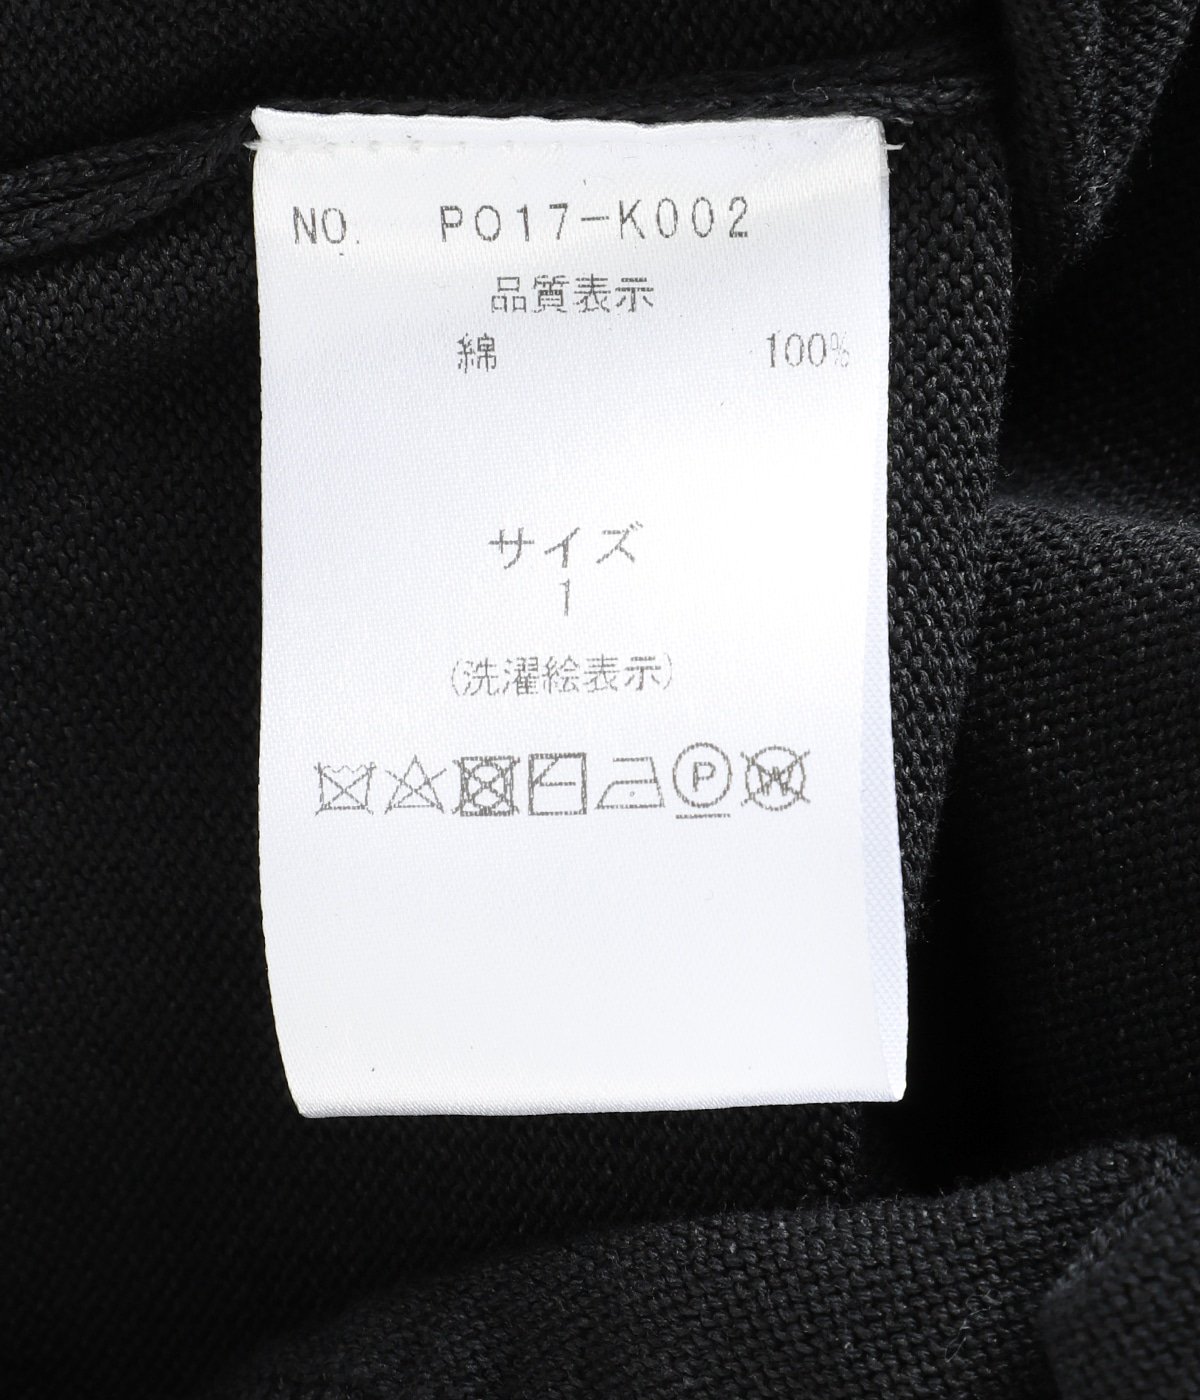 NO. PO17-K002
品質表示
綿 100%
サイズ
1
(洗濯絵表示)
P W